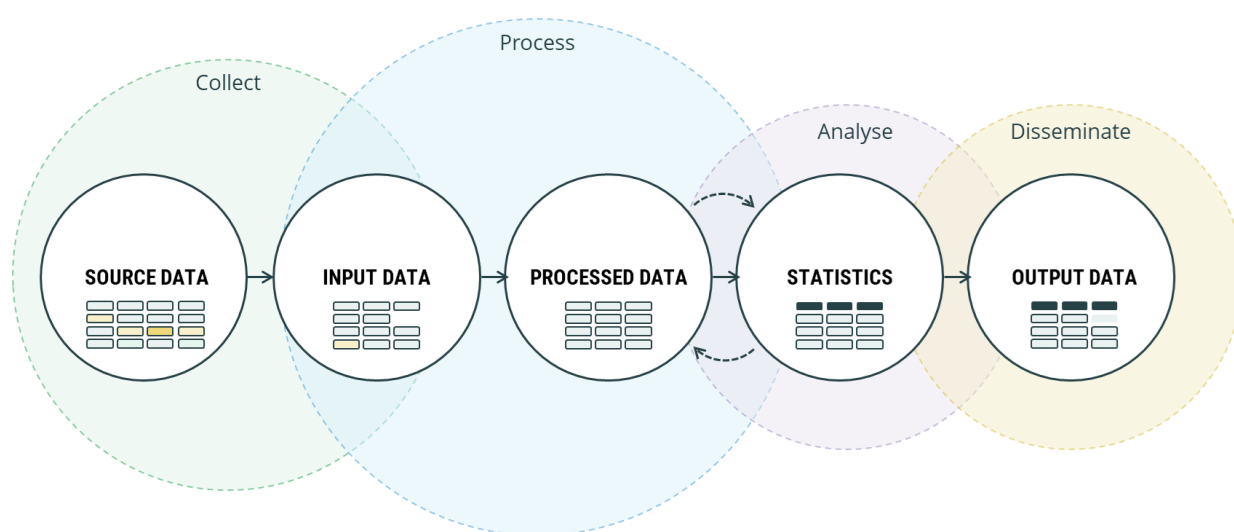 Collect
Process
Analyse
Disseminate
SOURCE DATA
INPUT DATA
PROCESSED DATA
STATISTICS
OUTPUT DATA